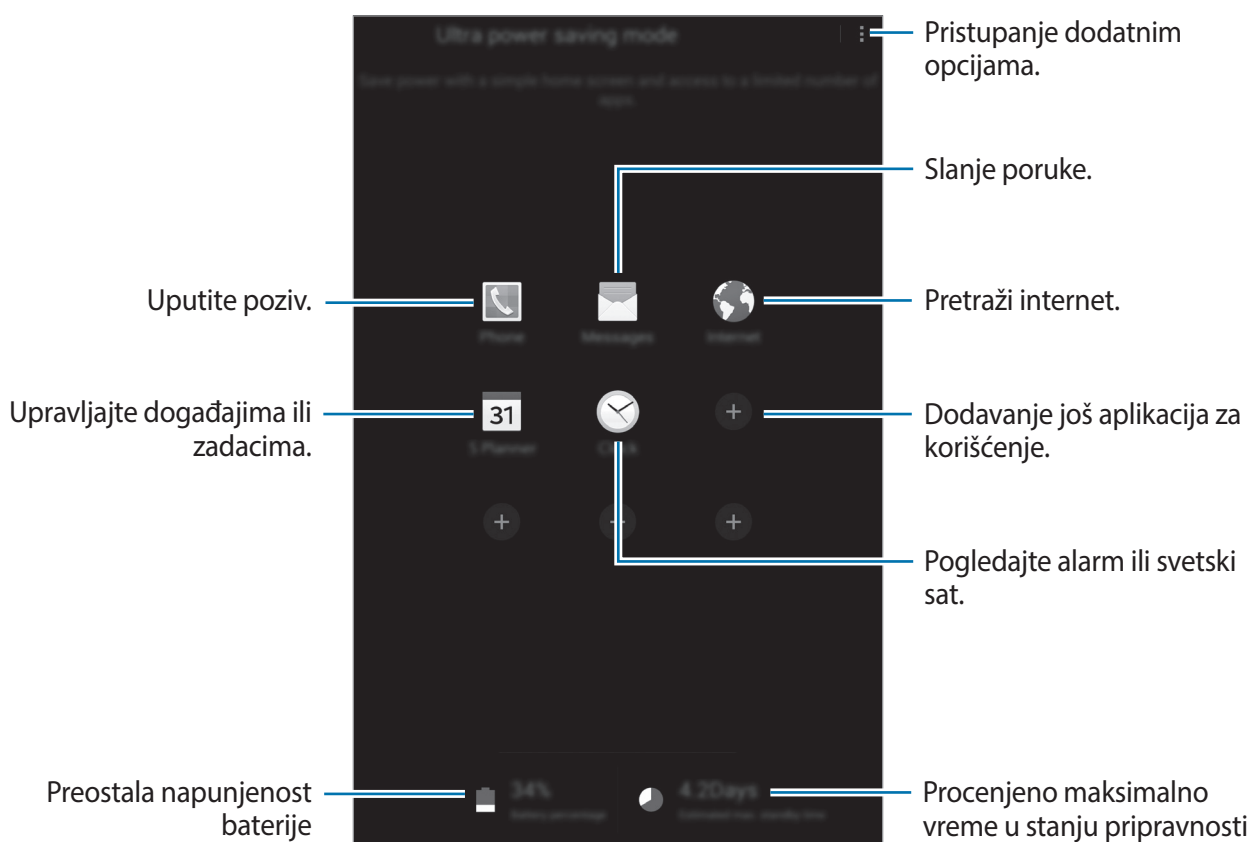 Ultra power saving mode
Save power with a simple home screen and access to a limited number of
apps.
Pristupanje dodatnim
opcijama.
Slanje poruke.
Uputite poziv.
Pretraži internet.
Phone
Messages
Internet
Upravljajte događajima ili
zadacima.
31
Dodavanje još aplikacija za
korišćenje.
S Planner
Clock
Pogledajte alarm ili svetski
sat.
Preostala napunjenost
baterije
34%
Battery percentage
4.2Days
Estimated max. standby time
Procenjeno maksimalno
vreme u stanju pripravnosti